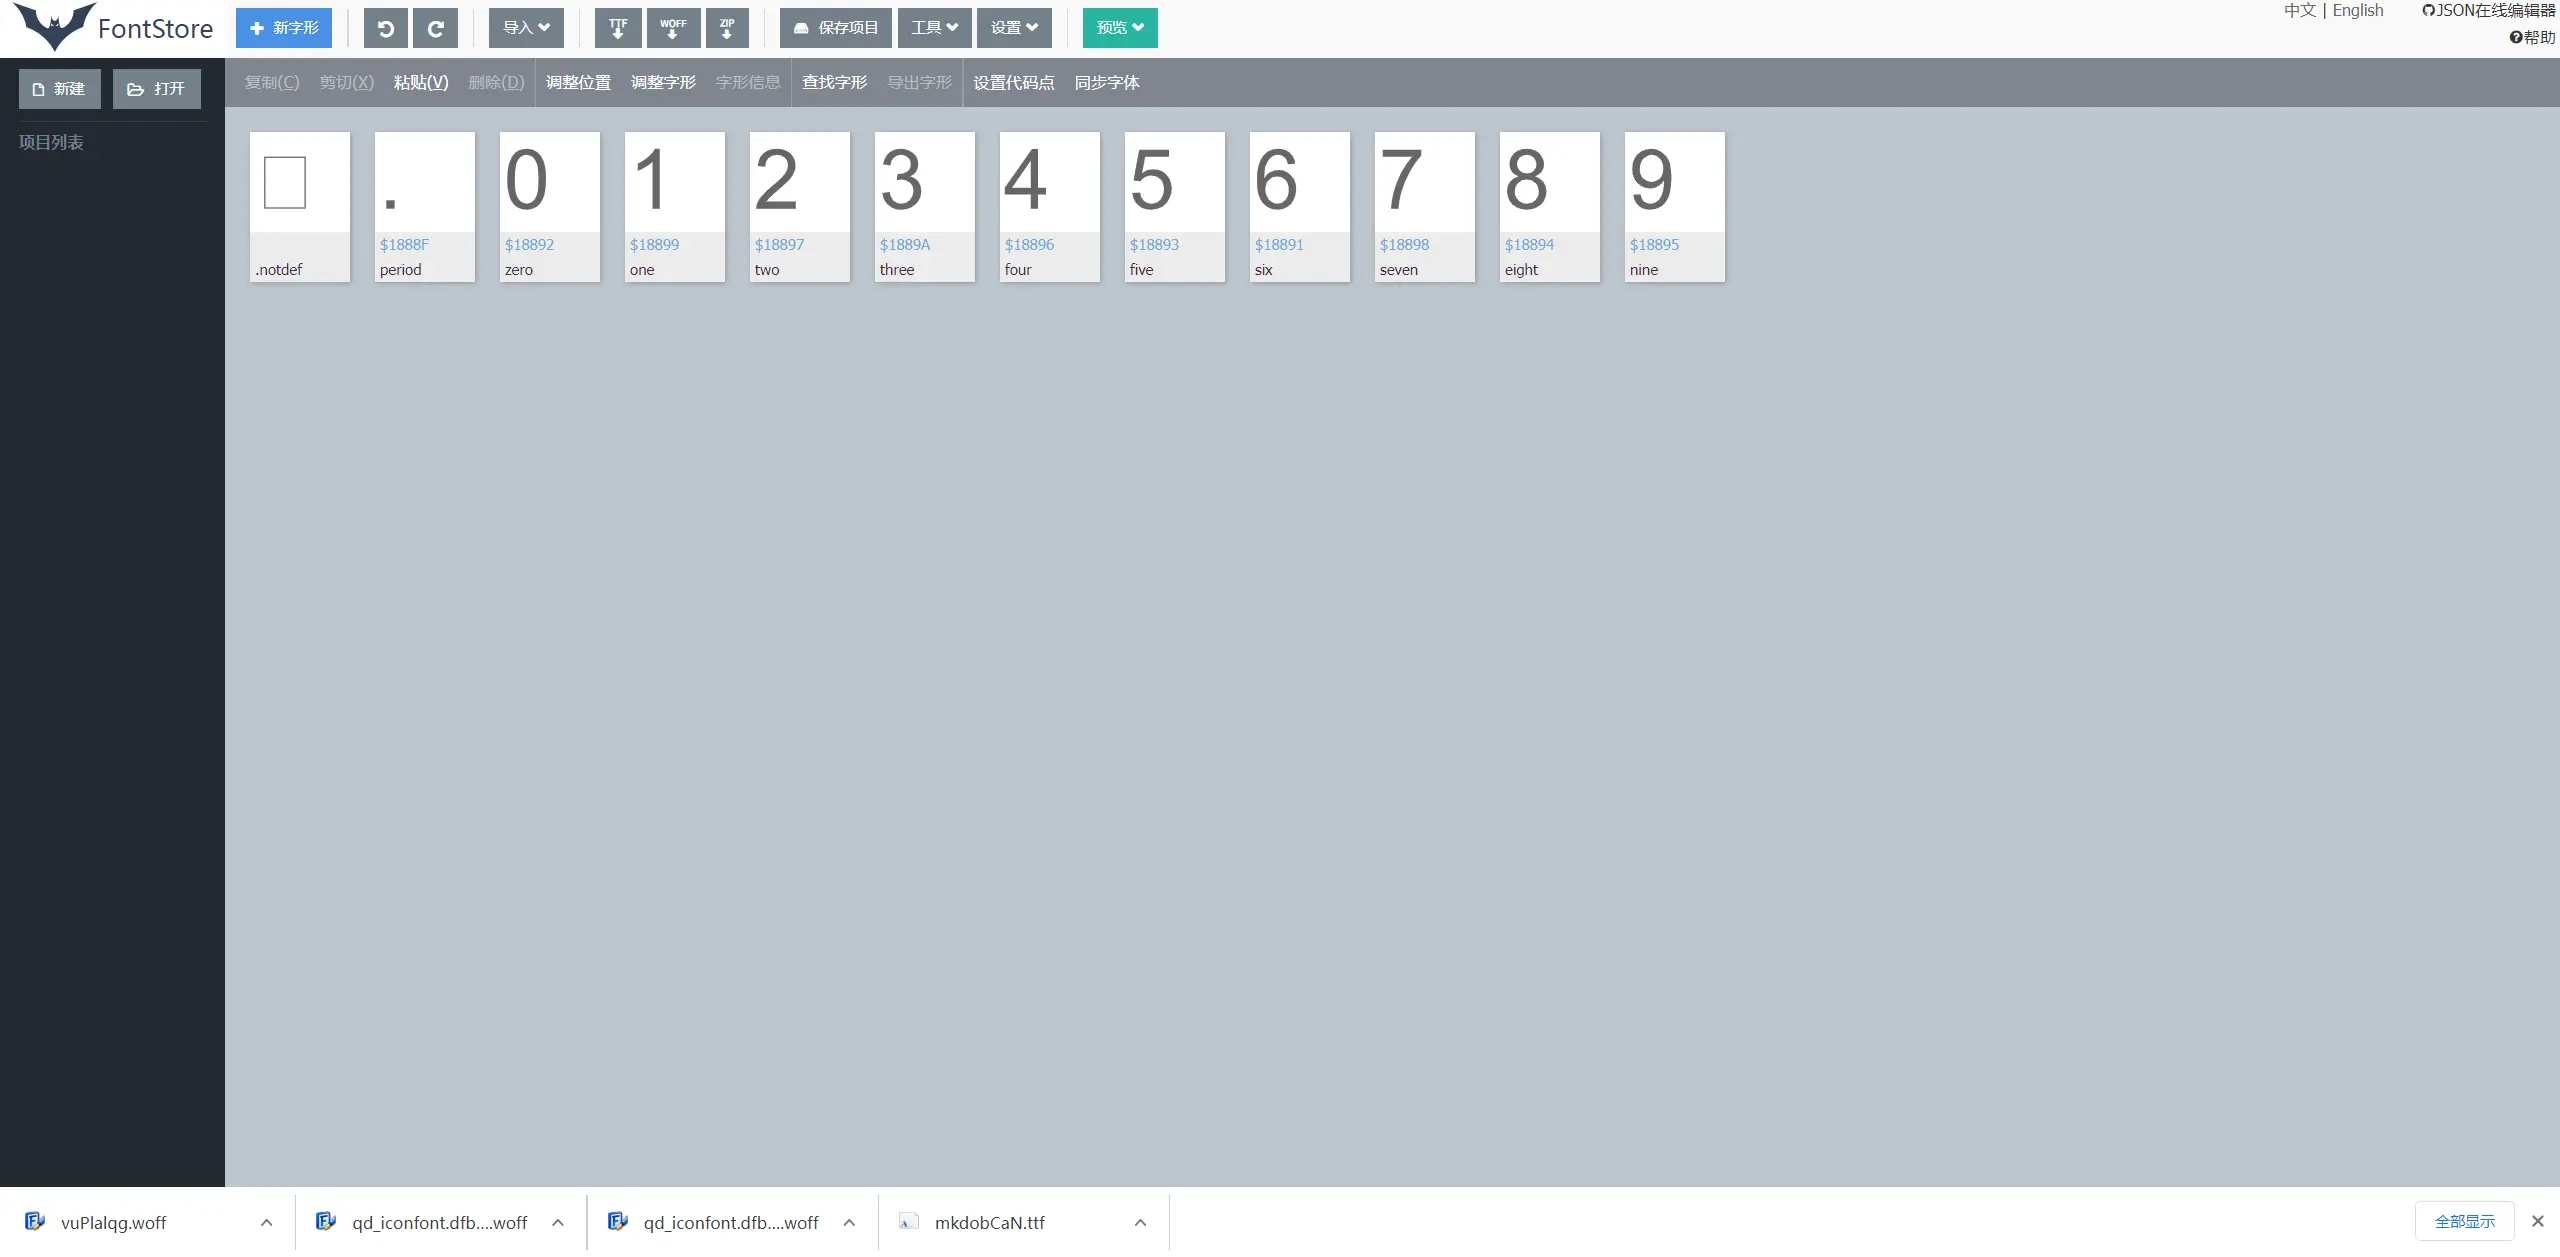 FontStore
新字形
导入
TTF
WOFF
ZIP
保存项目
工具
设置
预览
中文 | English
JSON在线编辑器
帮助
新建
打开
项目列表
复制(C) 剪切(X) 粘贴(V) 删除(D) 调整位置 调整字形 字形信息 查找字形 导出字形 设置代码点 同步字体
. 0 1 2 3 4 5 6 7 8 9
$1888F $18892 $18899 $18897 $1889A $18896 $18893 $18891 $18898 $18894 $18895
.notdef period zero one two three four five six seven eight nine
vuPlalqg.woff
qd_iconfont.dfb....woff
qd_iconfont.dfb....woff
mkdobCaN.ttf
全部显示